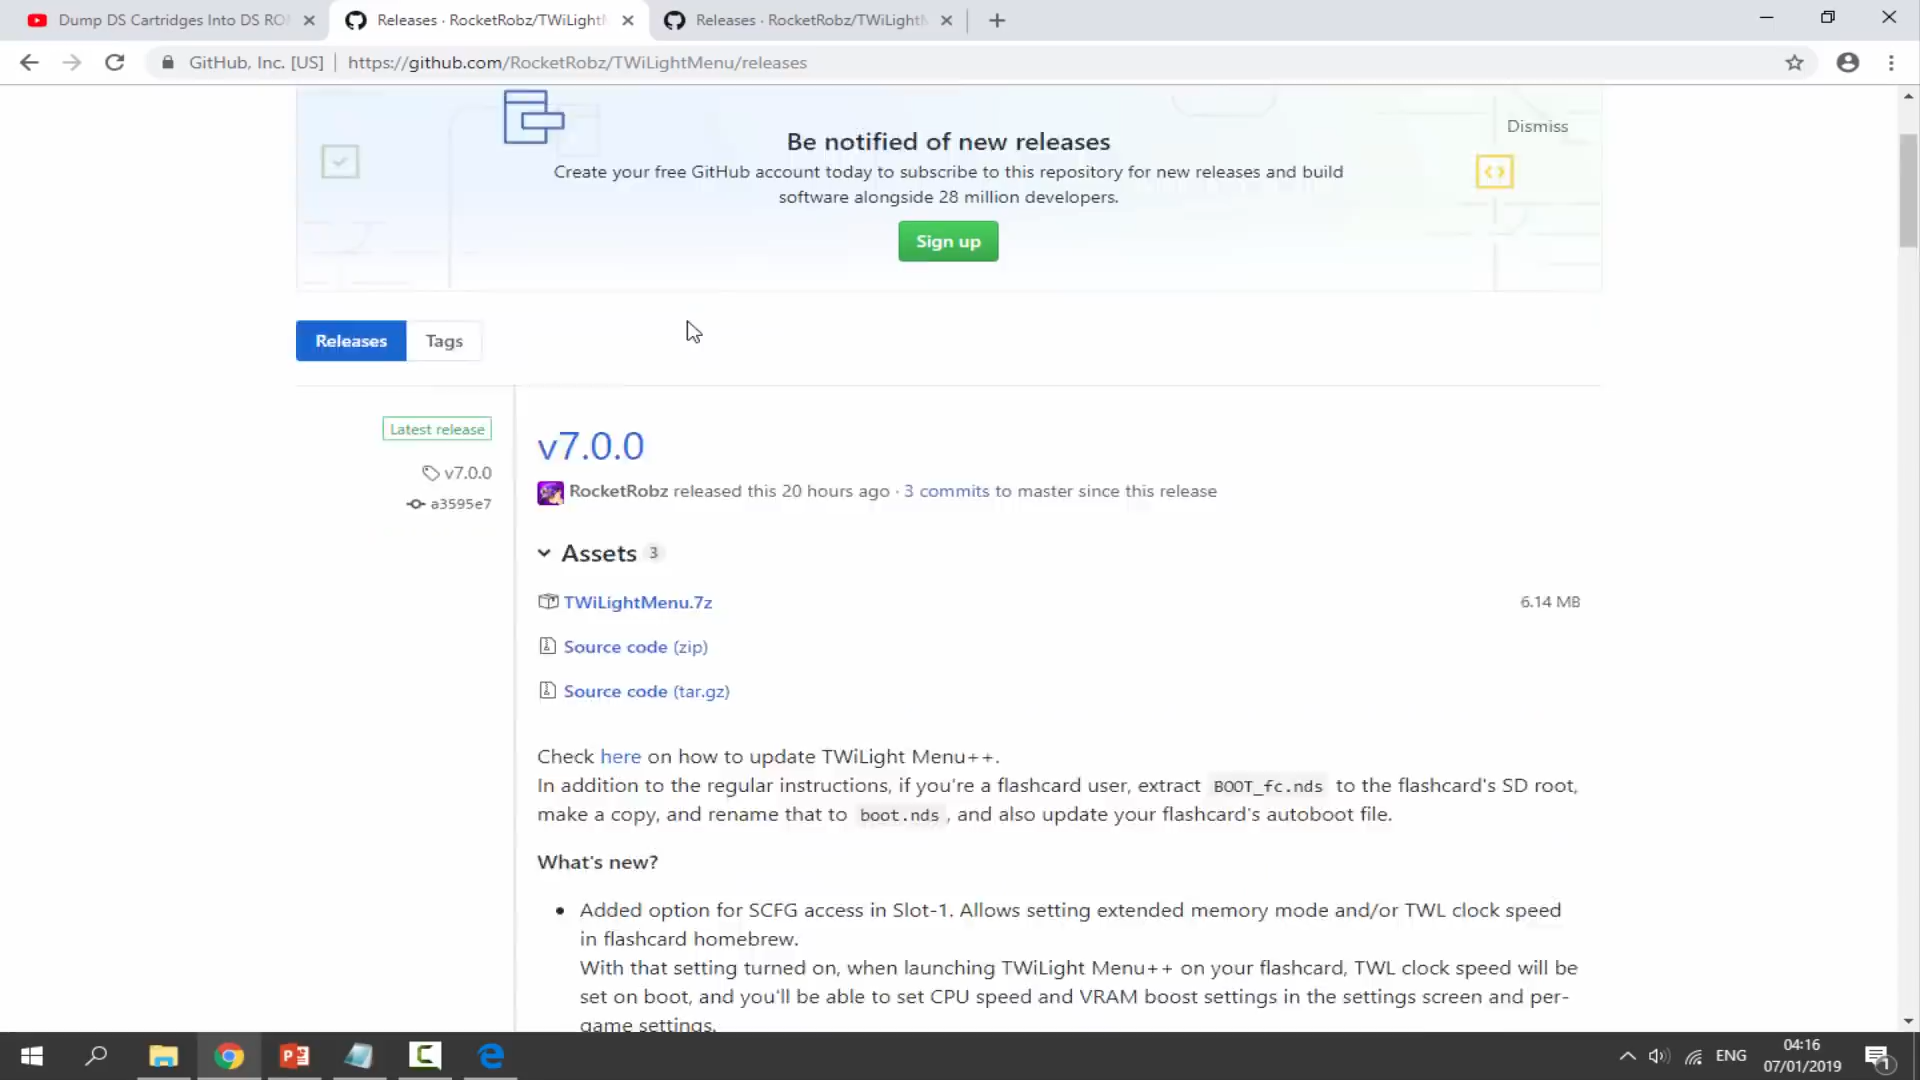 Dump DS Cartridges Into DS RO
Releases · RocketRobz/TWiLight
Releases · RocketRobz/TWiLight
GitHub, Inc. [US]
https://github.com/RocketRobz/TWiLightMenu/releases
Be notified of new releases
Dismiss
Create your free GitHub account today to subscribe to this repository for new releases and build
software alongside 28 million developers.
Sign up
Releases
Tags
Latest release
v7.0.0
a3595e7
v7.0.0
RocketRobz released this 20 hours ago · 3 commits to master since this release
Assets 3
TWiLightMenu.7z
6.14 MB
Source code (zip)
Source code (tar.gz)
Check here on how to update TWiLight Menu++.
In addition to the regular instructions, if you're a flashcard user, extract BOOT_fc.nds to the flashcard's SD root,
make a copy, and rename that to boot.nds , and also update your flashcard's autoboot file.
What's new?
• Added option for SCFG access in Slot-1. Allows setting extended memory mode and/or TWL clock speed
in flashcard homebrew.
With that setting turned on, when launching TWiLight Menu++ on your flashcard, TWL clock speed will be
set on boot, and you'll be able to set CPU speed and VRAM boost settings in the settings screen and per-
game settings.
ENG
04:16
07/01/2019
1